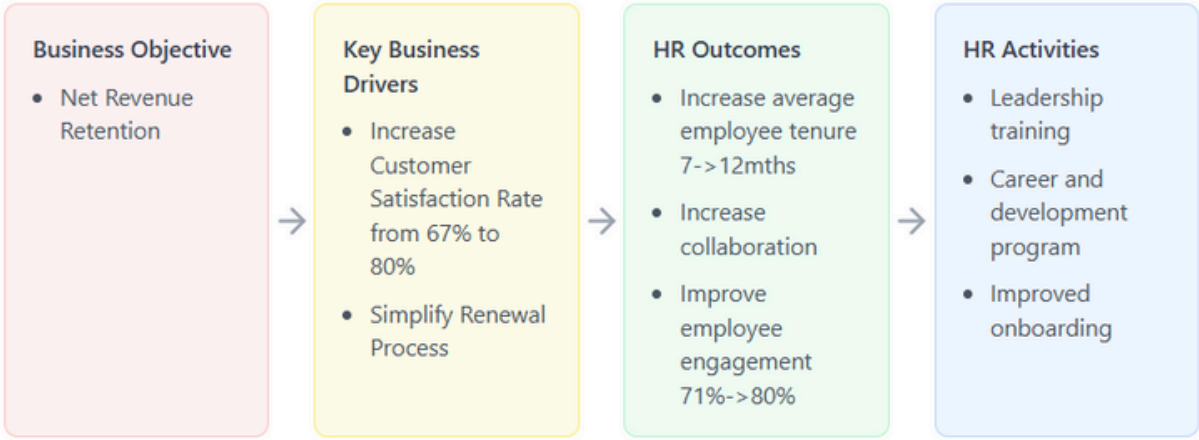 Business Objective
• Net Revenue
Retention
Key Business
Drivers
• Increase
Customer
Satisfaction Rate
from 67% to
80%
• Simplify Renewal
Process
HR Outcomes
• Increase average
employee tenure
7->12mths
• Increase
collaboration
• Improve
employee
engagement
71%->80%
HR Activities
• Leadership
training
• Career and
development
program
• Improved
onboarding